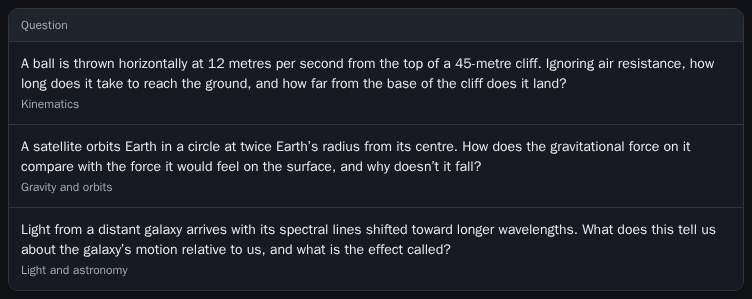 Question
A ball is thrown horizontally at 12 metres per second from the top of a 45-metre cliff. Ignoring air resistance, how
long does it take to reach the ground, and how far from the base of the cliff does it land?
Kinematics
A satellite orbits Earth in a circle at twice Earth's radius from its centre. How does the gravitational force on it
compare with the force it would feel on the surface, and why doesn't it fall?
Gravity and orbits
Light from a distant galaxy arrives with its spectral lines shifted toward longer wavelengths. What does this tell us
about the galaxy's motion relative to us, and what is the effect called?
Light and astronomy